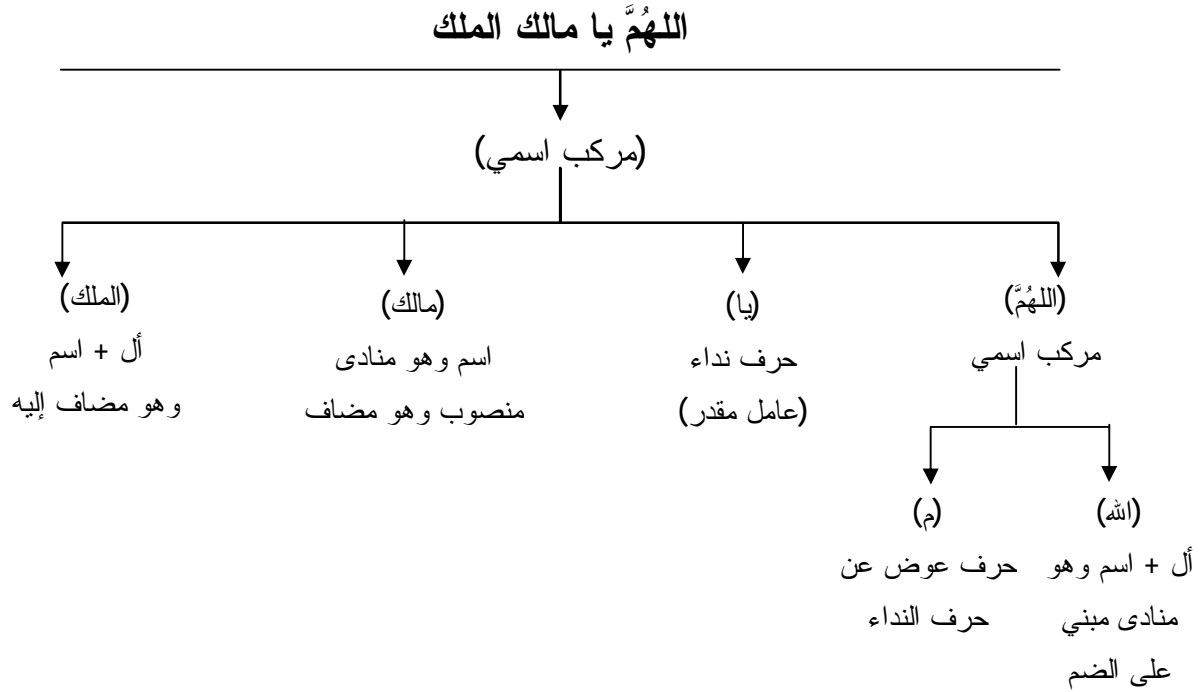 اللهُمَّ يا مالك الملك
(مركب اسمي)
(اللهُمَّ)
مركب اسمي
(يا)
حرف نداء
(عامل مقدر)
(مالك)
اسم وهو منادى
منصوب وهو مضاف
(الملك)
أل + اسم
وهو مضاف إليه
(الله)
أل + اسم وهو
منادى مبني
على الضم
(م)
حرف عوض عن
حرف النداء